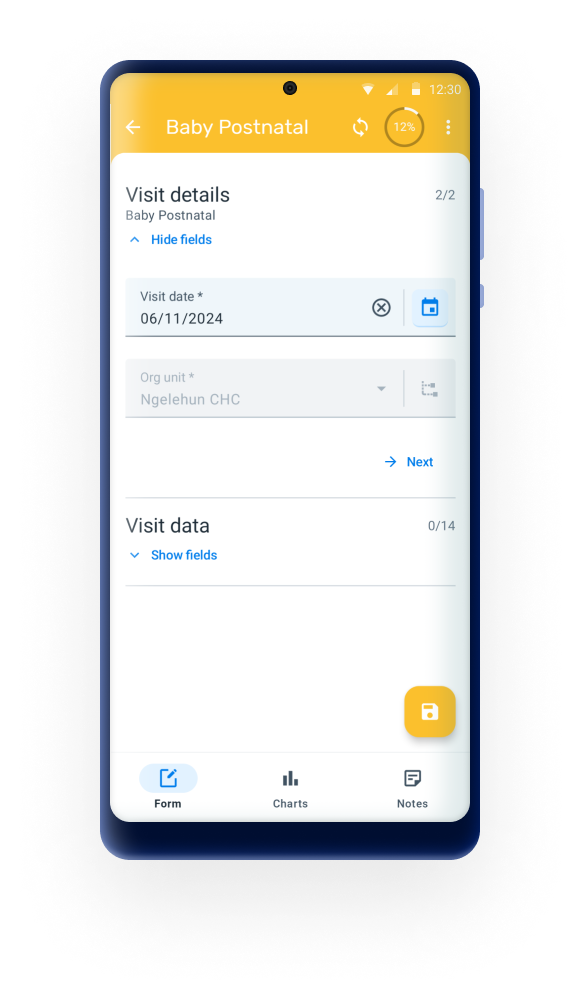 12:30
Baby Postnatal
12%
Visit details
2/2
Baby Postnatal
Hide fields
Visit date *
06/11/2024
Org unit *
Ngelehun CHC
Next
Visit data
0/14
Show fields
Form
Charts
Notes